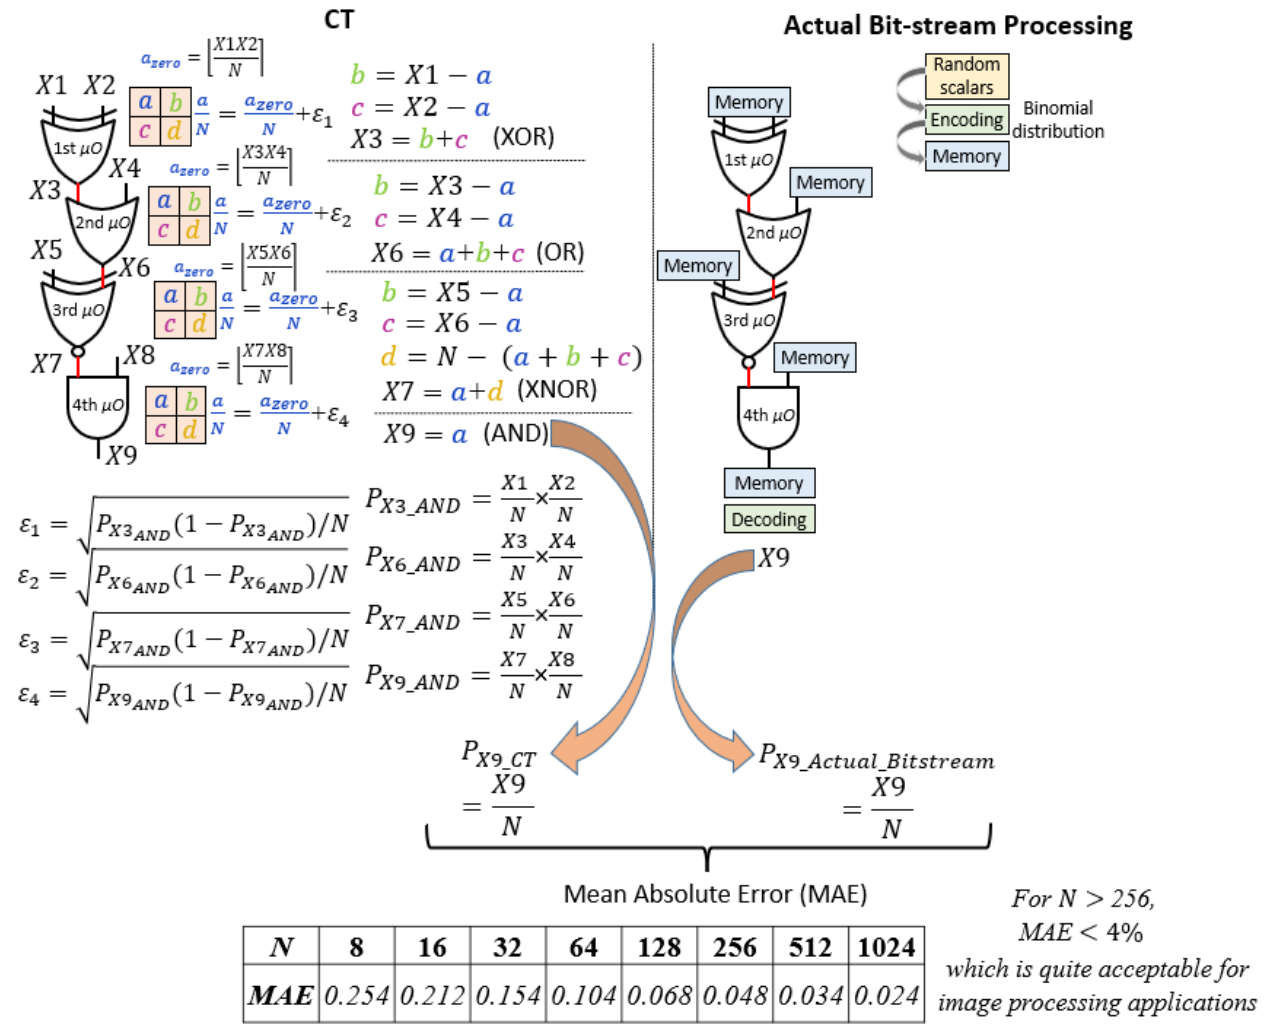 CT
a_zero = ⌊X1X2/N⌋
X1 X2
a b
c d
a/N = a_zero/N + ε1
1st μO
b = X1 − a
c = X2 − a
X3 = b+c (XOR)
X3 X4
a_zero = ⌊X3X4/N⌋
a b
c d
a/N = a_zero/N + ε2
2nd μO
b = X3 − a
c = X4 − a
X6 = a+b+c (OR)
X5 X6
a_zero = ⌊X5X6/N⌋
a b
c d
a/N = a_zero/N + ε3
3rd μO
b = X5 − a
c = X6 − a
d = N − (a + b + c)
X7 = a+d (XNOR)
X7 X8
a_zero = ⌊X7X8/N⌋
a b
c d
a/N = a_zero/N + ε4
4th μO
X9 = a (AND)
X9
ε1 = √(P_X3_AND(1 − P_X3_AND)/N)
ε2 = √(P_X6_AND(1 − P_X6_AND)/N)
ε3 = √(P_X7_AND(1 − P_X7_AND)/N)
ε4 = √(P_X9_AND(1 − P_X9_AND)/N)
P_X3_AND = X1/N × X2/N
P_X6_AND = X3/N × X4/N
P_X7_AND = X5/N × X6/N
P_X9_AND = X7/N × X8/N
P_X9_CT
= X9/N
Actual Bit-stream Processing
Random
scalars
Encoding
Memory
Binomial
distribution
Memory
1st μO
Memory
2nd μO
Memory
3rd μO
Memory
4th μO
Memory
Decoding
X9
P_X9_Actual_Bitstream
= X9/N
Mean Absolute Error (MAE)
N 8 16 32 64 128 256 512 1024
MAE 0.254 0.212 0.154 0.104 0.068 0.048 0.034 0.024
For N > 256,
MAE < 4%
which is quite acceptable for
image processing applications